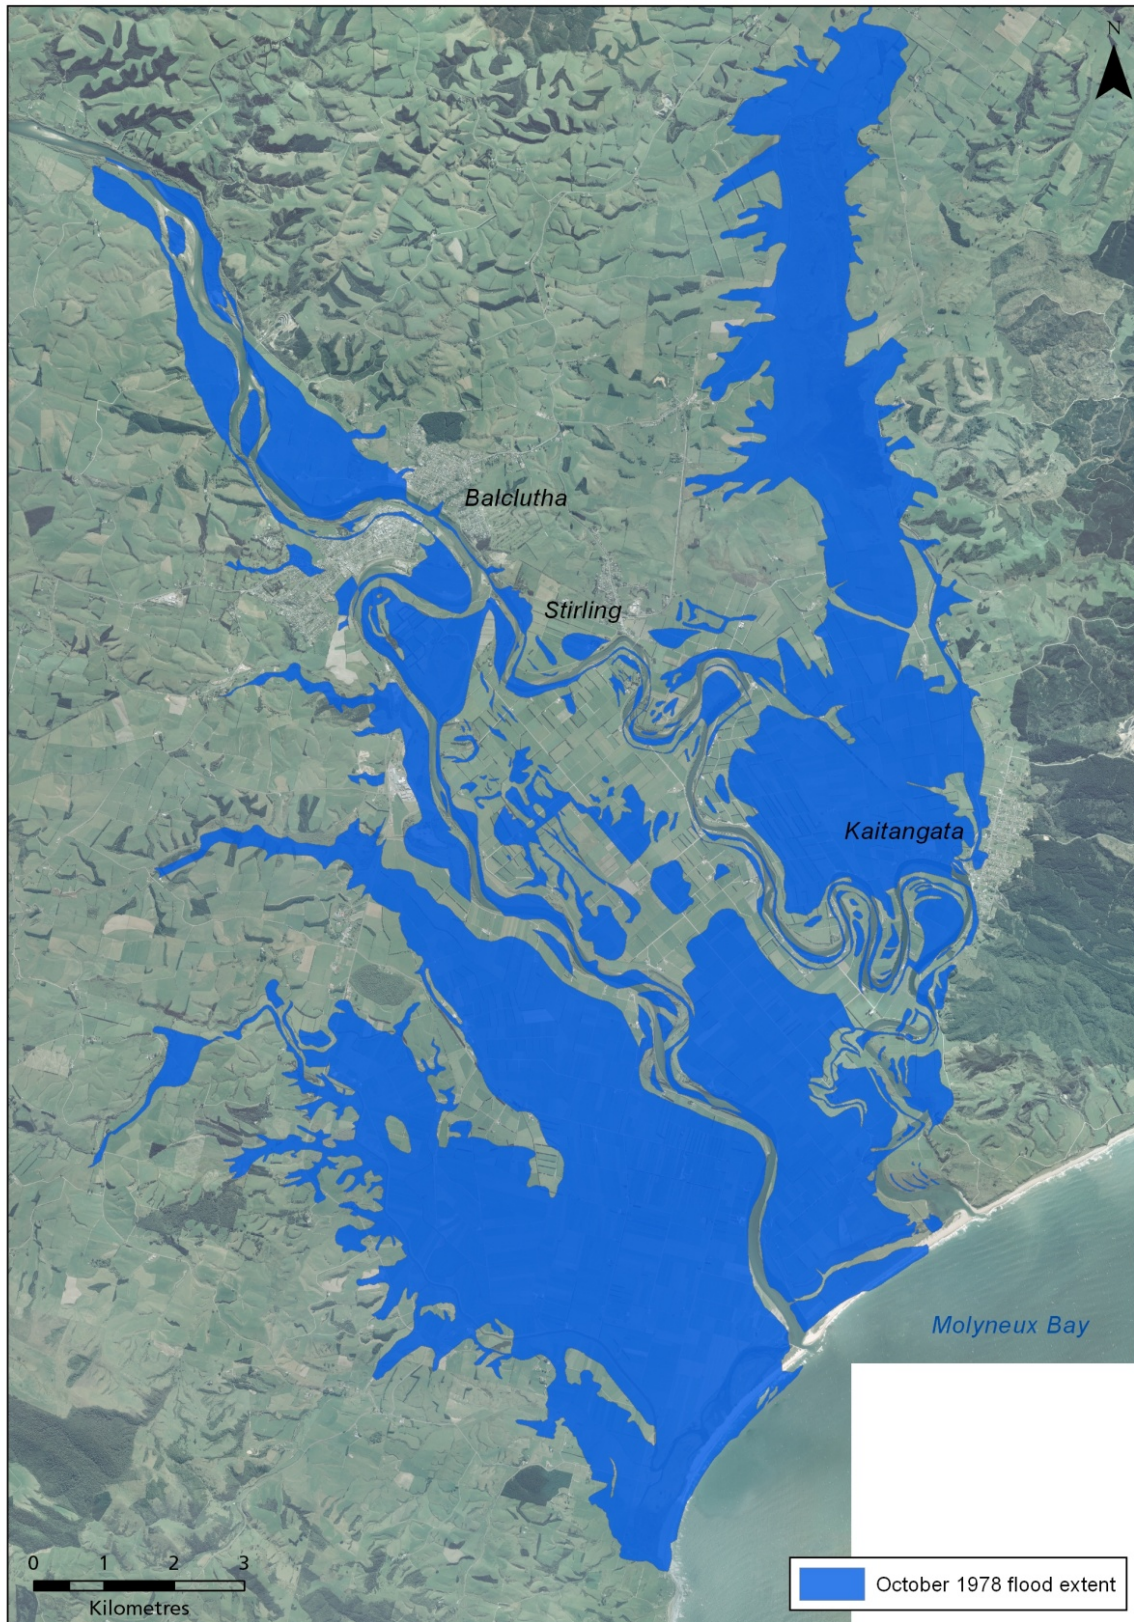 N
Balclutha
Stirling
Kaitangata
Molyneux Bay
0 1 2 3
Kilometres
October 1978 flood extent